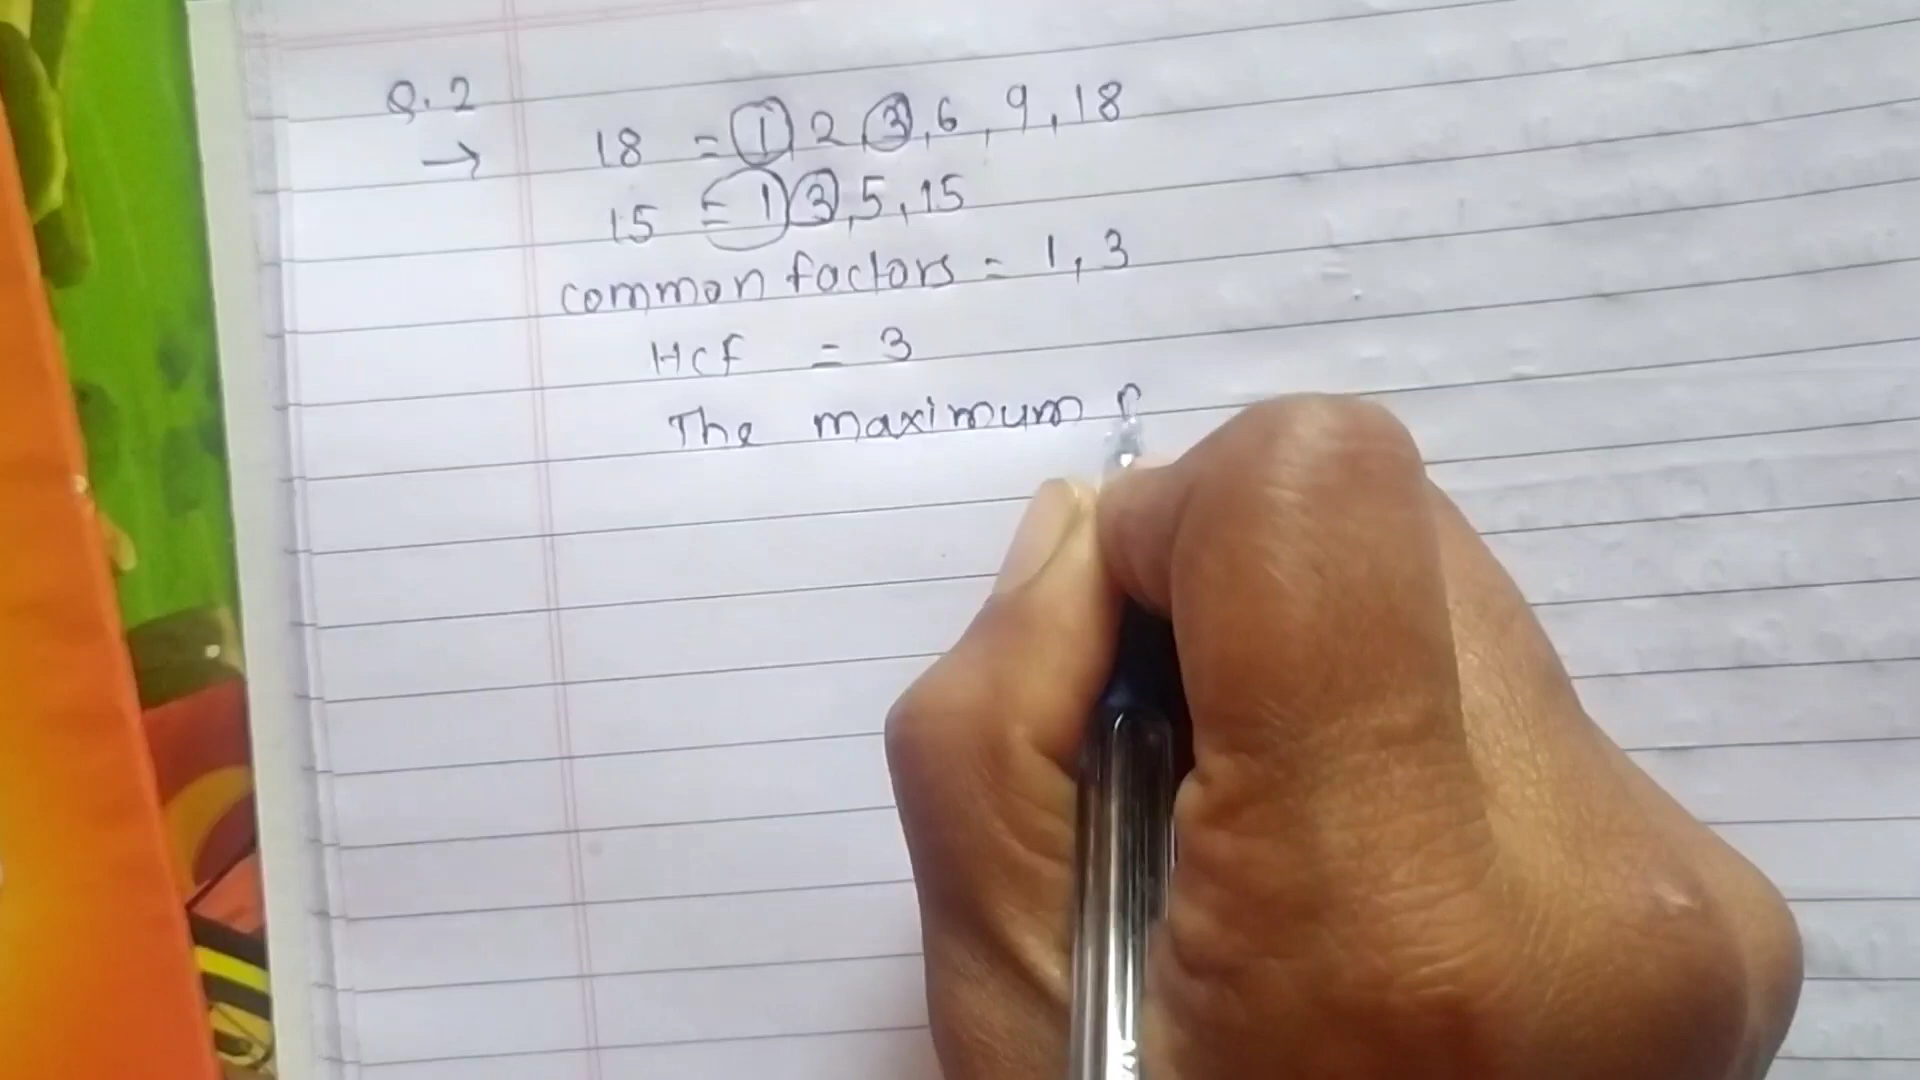 Q.2
→ 18 = 1, 2, 3, 6, 9, 18
15 = 1, 3, 5, 15
common factors = 1, 3
HCF = 3
The maximum